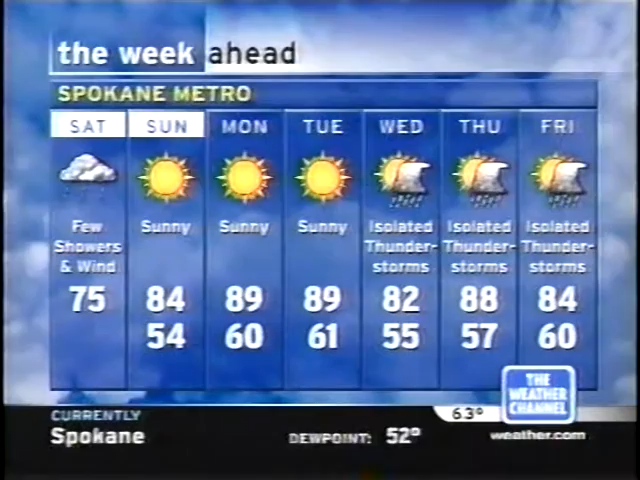 the week ahead
SPOKANE METRO
SAT SUN MON TUE WED THU FRI
Few Showers & Wind
Sunny
Sunny
Sunny
Isolated Thunder-storms
Isolated Thunder-storms
Isolated Thunder-storms
75 84 89 89 82 88 84
54 60 61 55 57 60
THE
WEATHER
CHANNEL
CURRENTLY
63°
Spokane DEWPOINT: 52° weather.com